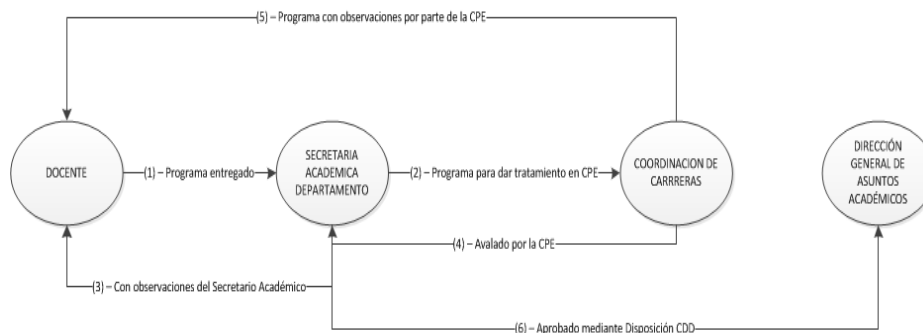 (5) – Programa con observaciones por parte de la CPE
DOCENTE
(1) – Programa entregado
SECRETARIA
ACADEMICA
DEPARTAMENTO
(2) – Programa para dar tratamiento en CPE
COORDINACION DE
CARRRERAS
DIRECCIÓN
GENERAL DE
ASUNTOS
ACADÉMICOS
(4) – Avalado por la CPE
(3) – Con observaciones del Secretario Académico
(6) – Aprobado mediante Disposición CDD